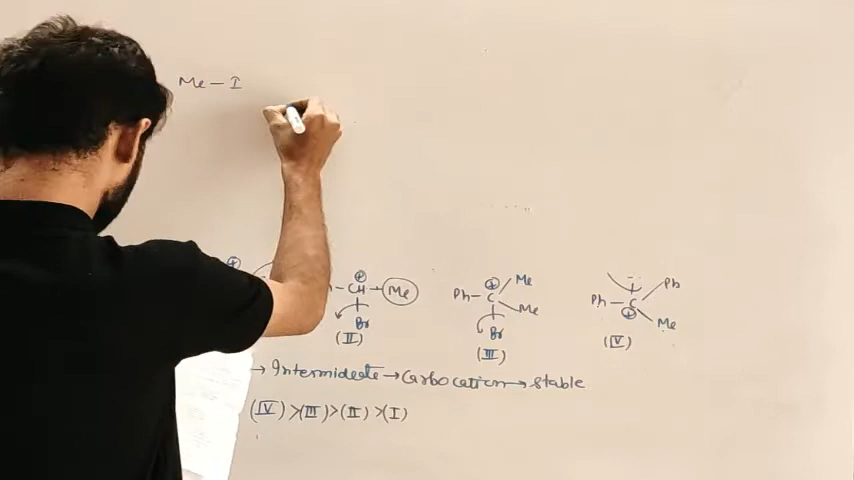 Me – I
⊕
– CH – Me
⊕
Br
(II)
Ph – C
⊕
Me
Me
Br
(III)
Ph – C
⊕
Ph
Me
(IV)
→ Intermideate → Carbocation → Stable
(IV) > (III) > (II) > (I)